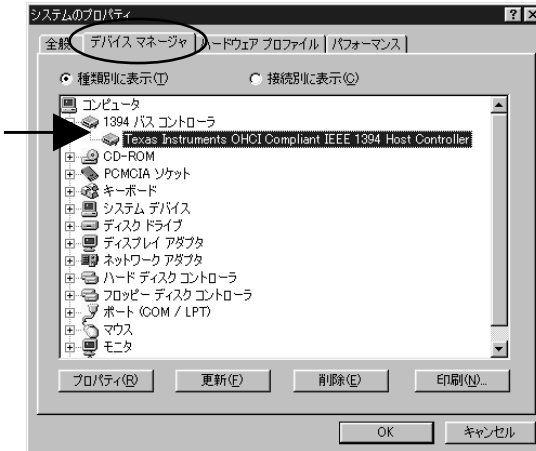 システムのプロパティ
全般
デバイス マネージャ
ハードウェア プロファイル
パフォーマンス
種類別に表示(T)
接続別に表示(C)
コンピュータ
1394 バス コントローラ
Texas Instruments OHCI Compliant IEEE 1394 Host Controller
CD-ROM
PCMCIA ソケット
キーボード
システム デバイス
ディスク ドライブ
ディスプレイ アダプタ
ネットワーク アダプタ
ハード ディスク コントローラ
フロッピー ディスク コントローラ
ポート (COM / LPT)
マウス
モニタ
プロパティ(R)
更新(F)
削除(E)
印刷(N)...
OK
キャンセル